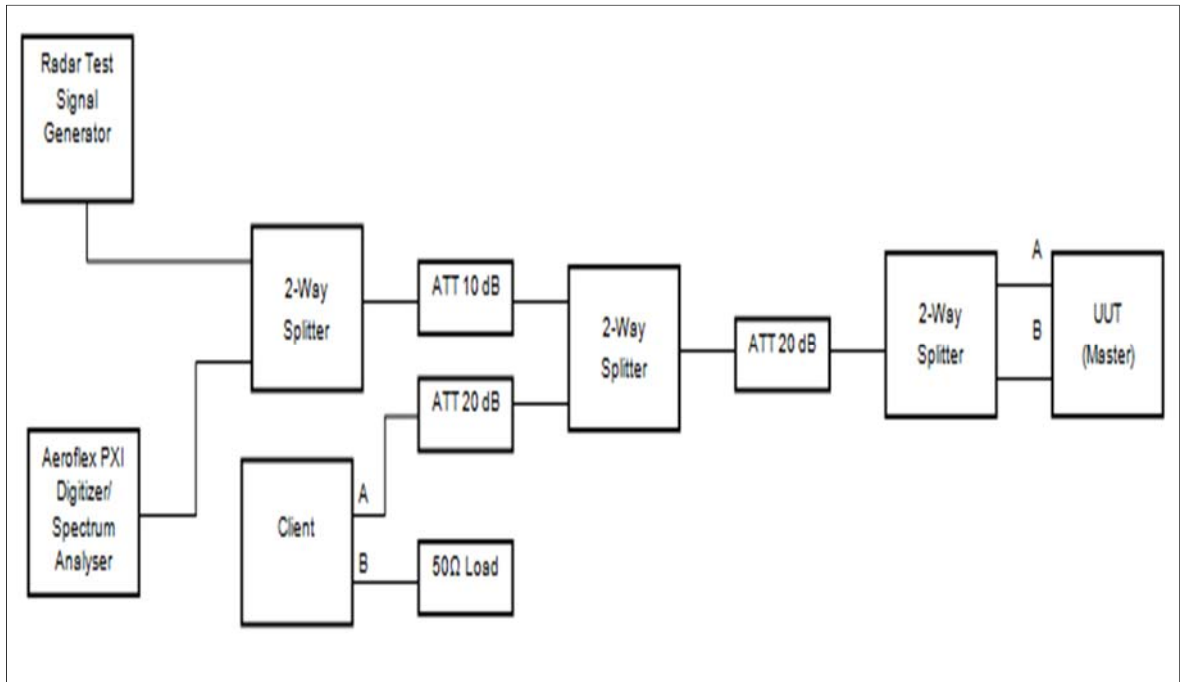 Radar Test
Signal
Generator
2-Way
Splitter
ATT 10 dB
2-Way
Splitter
ATT 20 dB
2-Way
Splitter
A
B
UUT
(Master)
ATT 20 dB
Aeroflex PXI
Digitizer/
Spectrum
Analyser
Client
A
B
50Ω Load